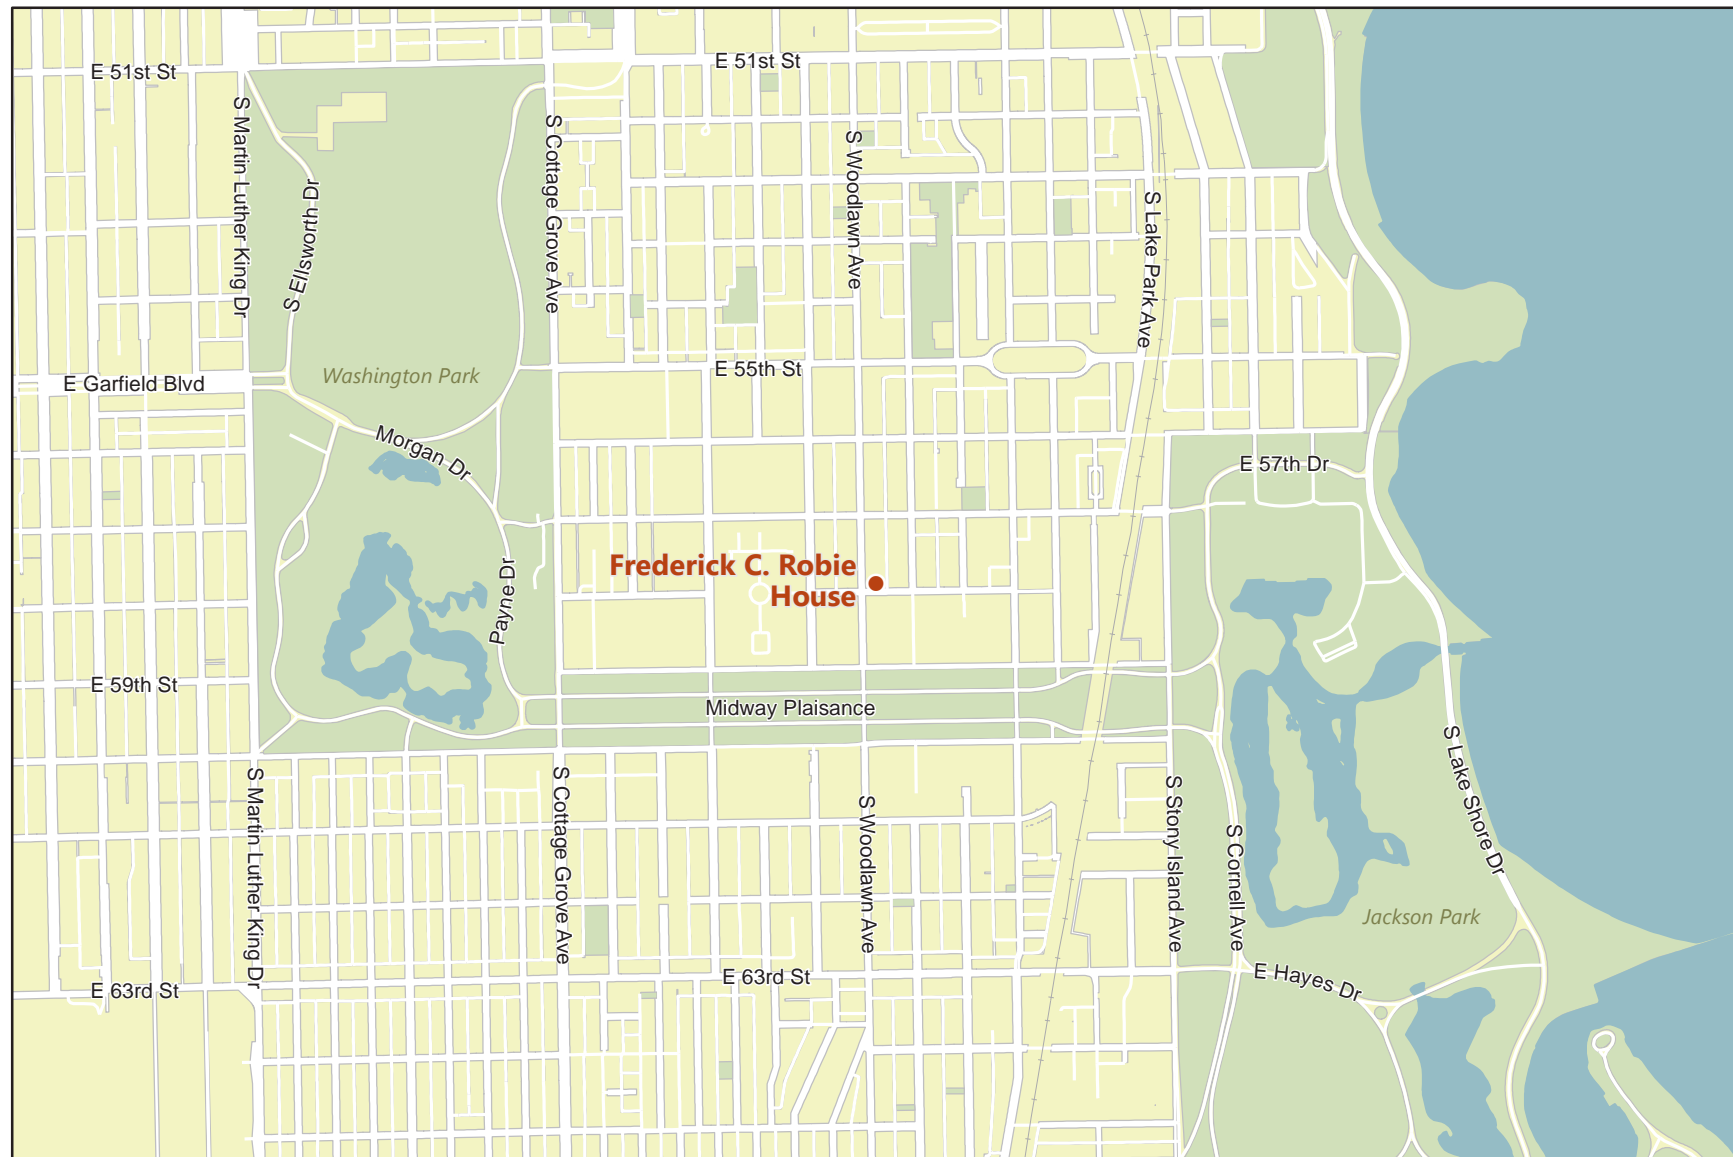 E 51st St
E 51st St
S Martin Luther King Dr
S Ellsworth Dr
S Cottage Grove Ave
S Woodlawn Ave
S Lake Park Ave
E Garfield Blvd
Washington Park
E 55th St
Morgan Dr
E 57th Dr
Payne Dr
Frederick C. Robie
House
E 59th St
Midway Plaisance
S Martin Luther King Dr
S Cottage Grove Ave
S Woodlawn Ave
S Stony Island Ave
S Cornell Ave
S Lake Shore Dr
Jackson Park
E 63rd St
E 63rd St
E Hayes Dr